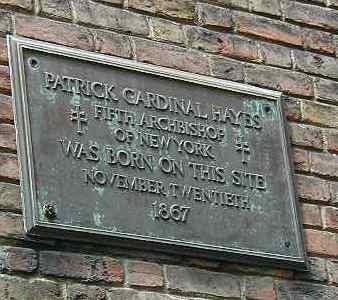 PATRICK CARDINAL HAYES
FIFTH ARCHBISHOP
OF NEW YORK
WAS BORN ON THIS SITE
NOVEMBER TWENTIETH
1867